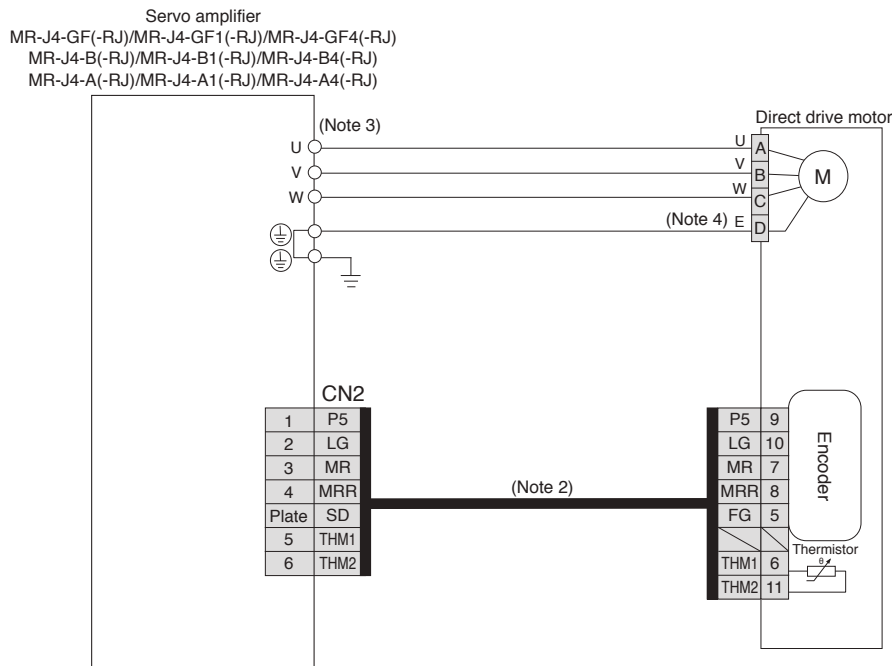 Servo amplifier
MR-J4-GF(-RJ)/MR-J4-GF1(-RJ)/MR-J4-GF4(-RJ)
MR-J4-B(-RJ)/MR-J4-B1(-RJ)/MR-J4-B4(-RJ)
MR-J4-A(-RJ)/MR-J4-A1(-RJ)/MR-J4-A4(-RJ)
Direct drive motor
(Note 3)
U U A
V V B
W W C
M
(Note 4) E D
CN2
1 P5
2 LG
3 MR
4 MRR
Plate SD
5 THM1
6 THM2
(Note 2)
P5 9
LG 10
MR 7
MRR 8
FG 5
THM1 6
THM2 11
Encoder
Thermistor
θ